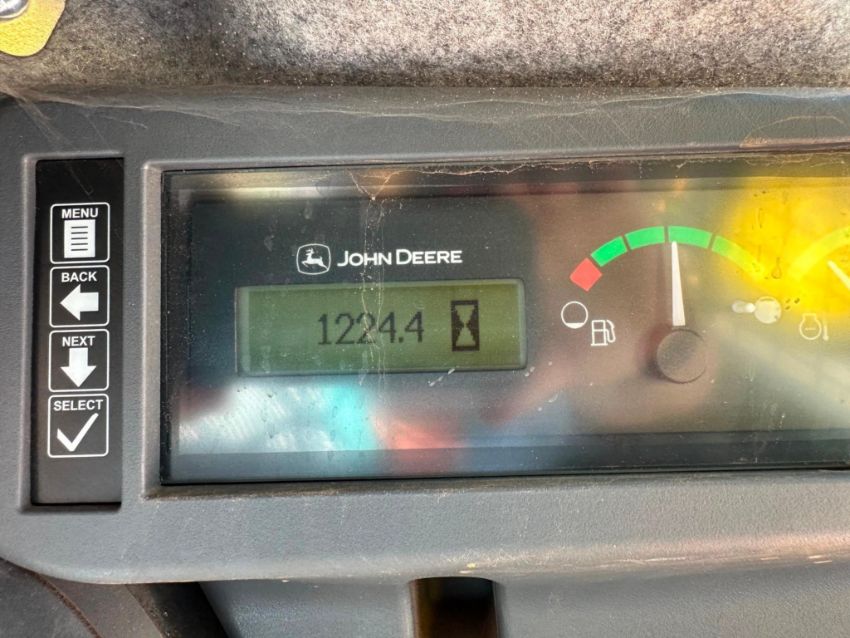 MENU
BACK
NEXT
SELECT
JOHN DEERE
1224.4